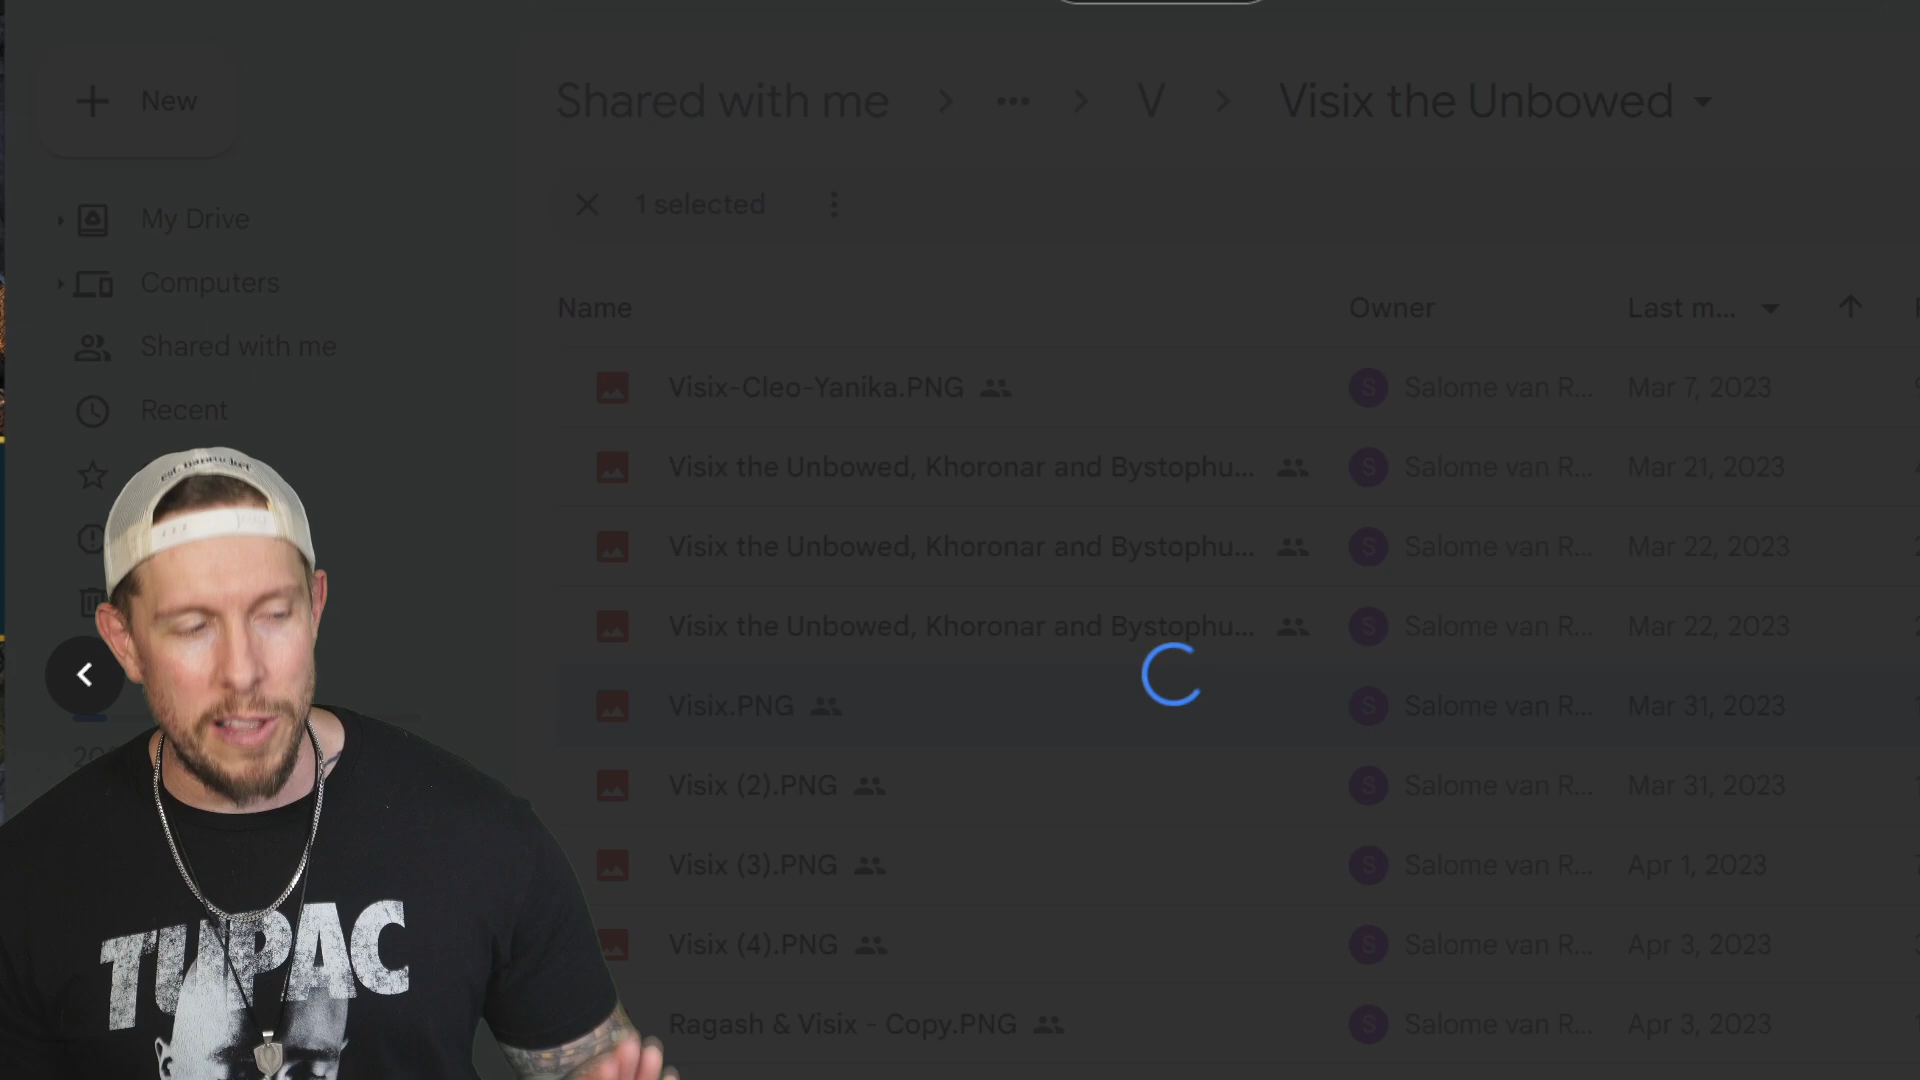 New
Shared with me > ... > V > Visix the Unbowed
1 selected
My Drive
Computers
Shared with me
Recent
Name Owner Last m...
Visix-Cleo-Yanika.PNG S Salome van R... Mar 7, 2023
Visix the Unbowed, Khoronar and Bystophu... S Salome van R... Mar 21, 2023
Visix the Unbowed, Khoronar and Bystophu... S Salome van R... Mar 22, 2023
Visix the Unbowed, Khoronar and Bystophu... S Salome van R... Mar 22, 2023
Visix.PNG S Salome van R... Mar 31, 2023
Visix (2).PNG S Salome van R... Mar 31, 2023
Visix (3).PNG S Salome van R... Apr 1, 2023
Visix (4).PNG S Salome van R... Apr 3, 2023
Ragash & Visix - Copy.PNG S Salome van R... Apr 3, 2023
TUPAC